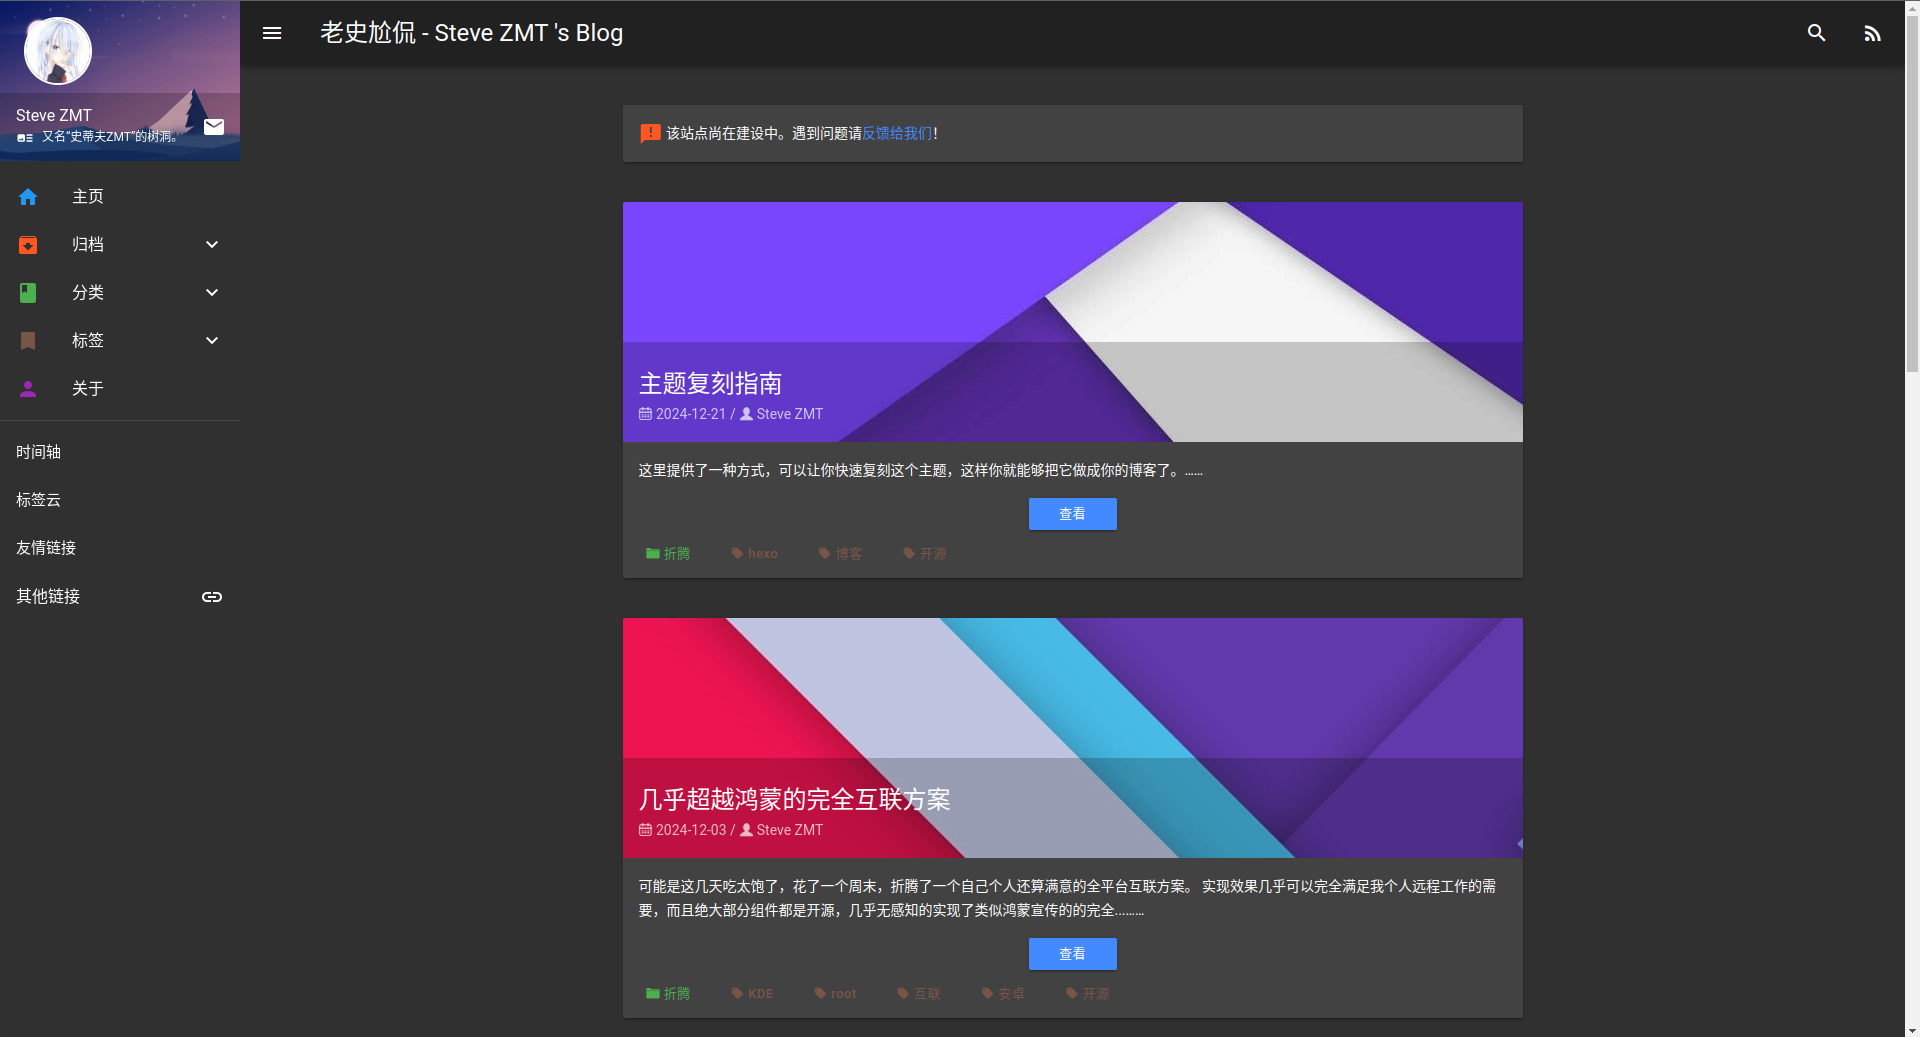 老史尬侃 - Steve ZMT 's Blog
Steve ZMT
又名“史蒂夫ZMT”的树洞。
主页
归档
分类
标签
关于
时间轴
标签云
友情链接
其他链接
该站点尚在建设中。遇到问题请反馈给我们！
主题复刻指南
2024-12-21 / Steve ZMT
这里提供了一种方式，可以让你快速复刻这个主题，这样你就能够把它做成你的博客了。……
查看
折腾 hexo 博客 开源
几乎超越鸿蒙的完全互联方案
2024-12-03 / Steve ZMT
可能是这几天吃太饱了，花了一个周末，折腾了一个自己个人还算满意的全平台互联方案。 实现效果几乎可以完全满足我个人远程工作的需
要，而且绝大部分组件都是开源，几乎无感知的实现了类似鸿蒙宣传的的完全...……
查看
折腾 KDE root 互联 安卓 开源